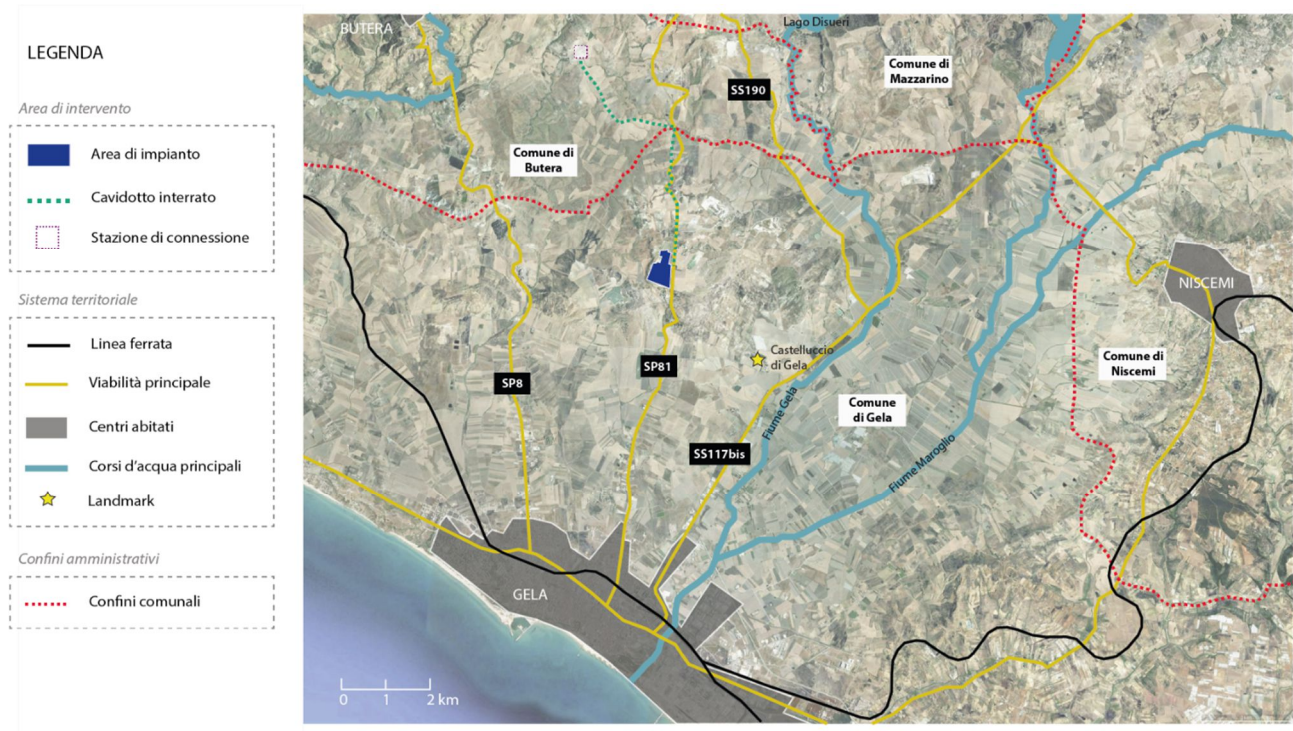 LEGENDA
Area di intervento
Area di impianto
Cavidotto interrato
Stazione di connessione
Sistema territoriale
Linea ferrata
Viabilità principale
Centri abitati
Corsi d'acqua principali
Landmark
Confini amministrativi
Confini comunali
BUTERA
Lago Disueri
Comune di
Mazzarino
SS190
Comune di
Butera
NISCEMI
Castelluccio
di Gela
Comune di
Niscemi
SP81
SP8
Comune
di Gela
Fiume Gela
SS117bis
Fiume Maroglio
GELA
0 1 2 km